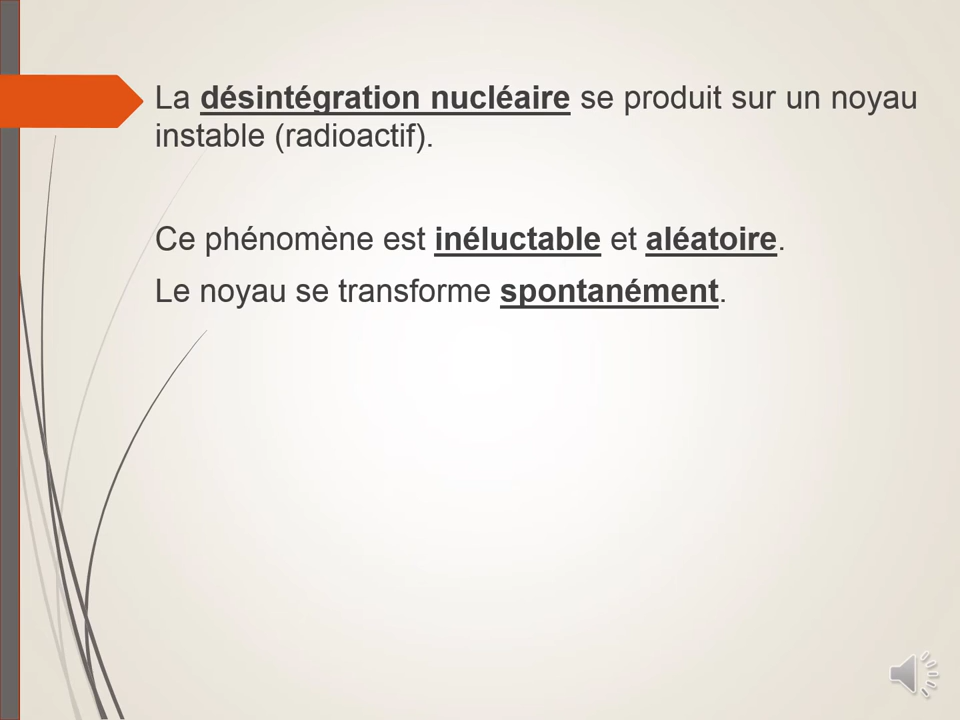 La désintégration nucléaire se produit sur un noyau
instable (radioactif).
Ce phénomène est inéluctable et aléatoire.
Le noyau se transforme spontanément.